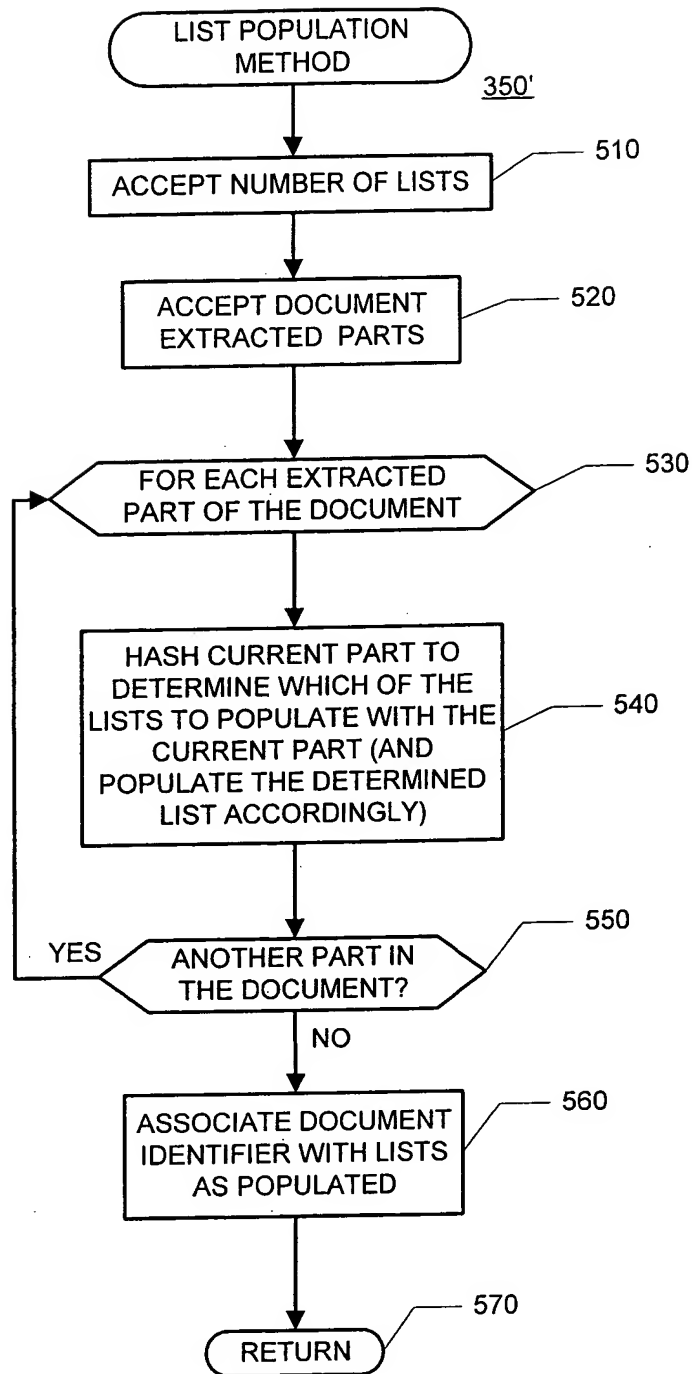 LIST POPULATION
METHOD
350'
510
ACCEPT NUMBER OF LISTS
520
ACCEPT DOCUMENT
EXTRACTED PARTS
530
FOR EACH EXTRACTED
PART OF THE DOCUMENT
HASH CURRENT PART TO
DETERMINE WHICH OF THE
LISTS TO POPULATE WITH THE
CURRENT PART (AND
POPULATE THE DETERMINED
LIST ACCORDINGLY)
540
550
YES
ANOTHER PART IN
THE DOCUMENT?
NO
560
ASSOCIATE DOCUMENT
IDENTIFIER WITH LISTS
AS POPULATED
570
RETURN